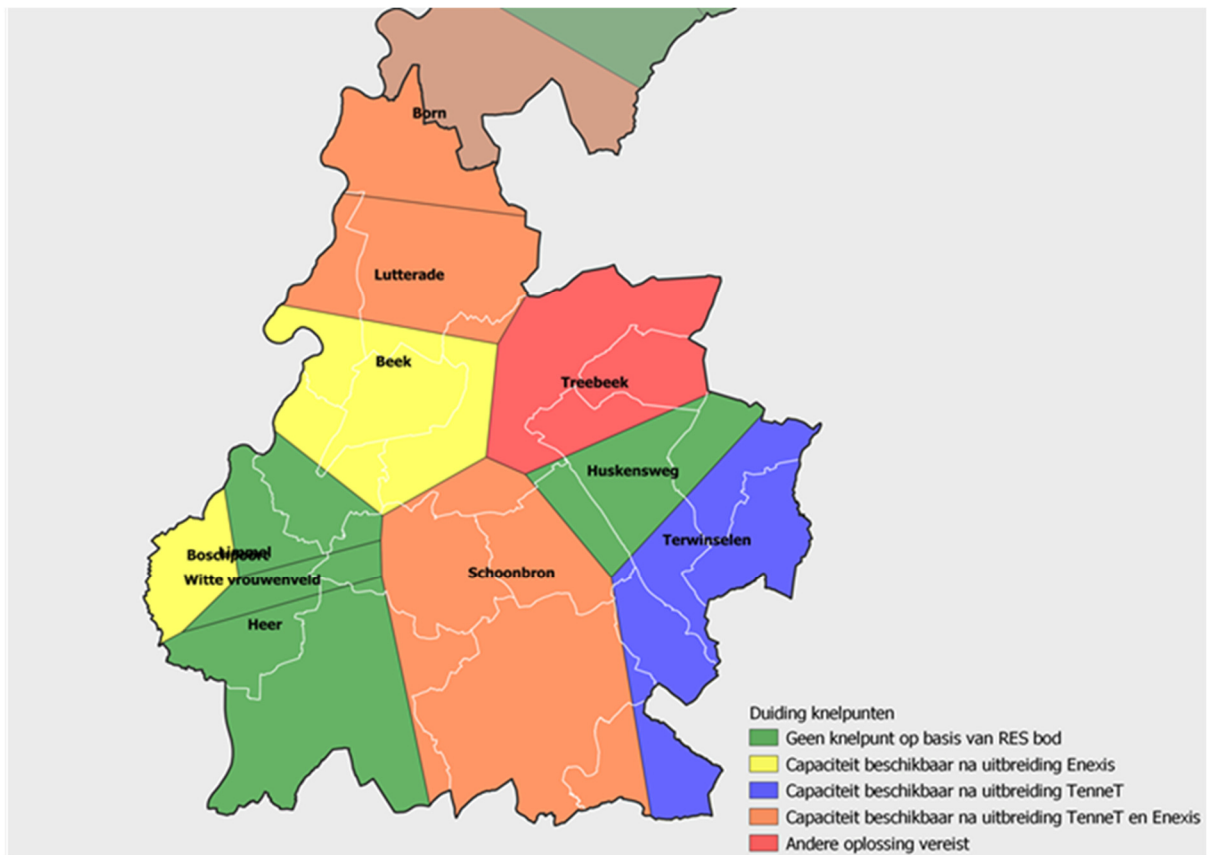 Born
Lutterade
Beek
Treebeek
Huskensweg
Terwinselen
Limmel
Boschpoort
Witte vrouwenveld
Schoonbron
Heer
Duiding knelpunten
Geen knelpunt op basis van RES bod
Capaciteit beschikbaar na uitbreiding Enexis
Capaciteit beschikbaar na uitbreiding TenneT
Capaciteit beschikbaar na uitbreiding TenneT en Enexis
Andere oplossing vereist